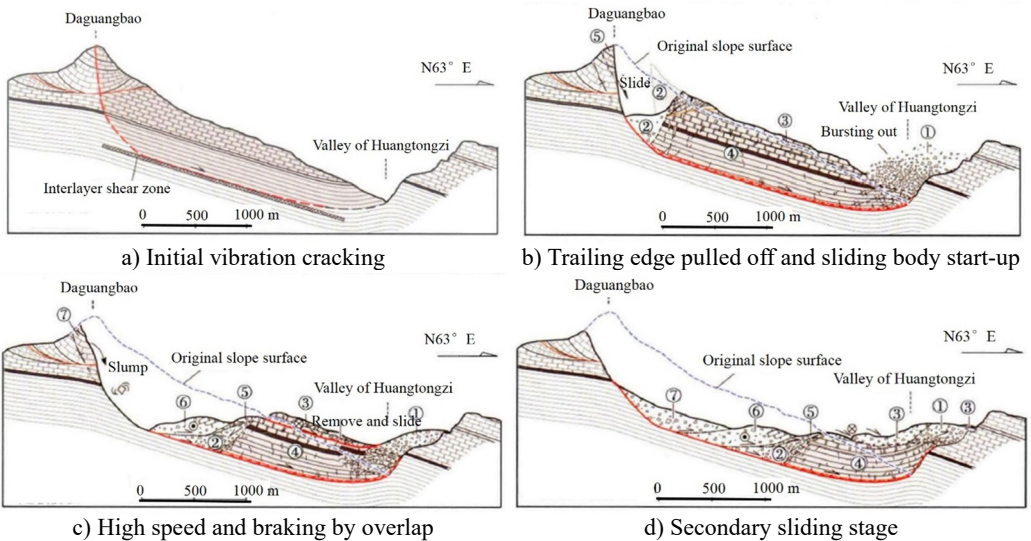 Daguangbao
N63° E
Valley of Huangtongzi
Interlayer shear zone
0 500 1000 m
a) Initial vibration cracking
Daguangbao
⑤
Original slope surface
N63° E
Slide
②
Valley of Huangtongzi
③
Bursting out
①
②
④
0 500 1000 m
b) Trailing edge pulled off and sliding body start-up
Daguangbao
⑦
N63° E
Slump
Original slope surface
Valley of Huangtongzi
⑥
⑤
③
①
Remove and slide
②
④
0 500 1000 m
c) High speed and braking by overlap
Daguangbao
N63° E
Original slope surface
Valley of Huangtongzi
⑦
⑥
⑤
③
①
③
②
④
0 500 1000 m
d) Secondary sliding stage